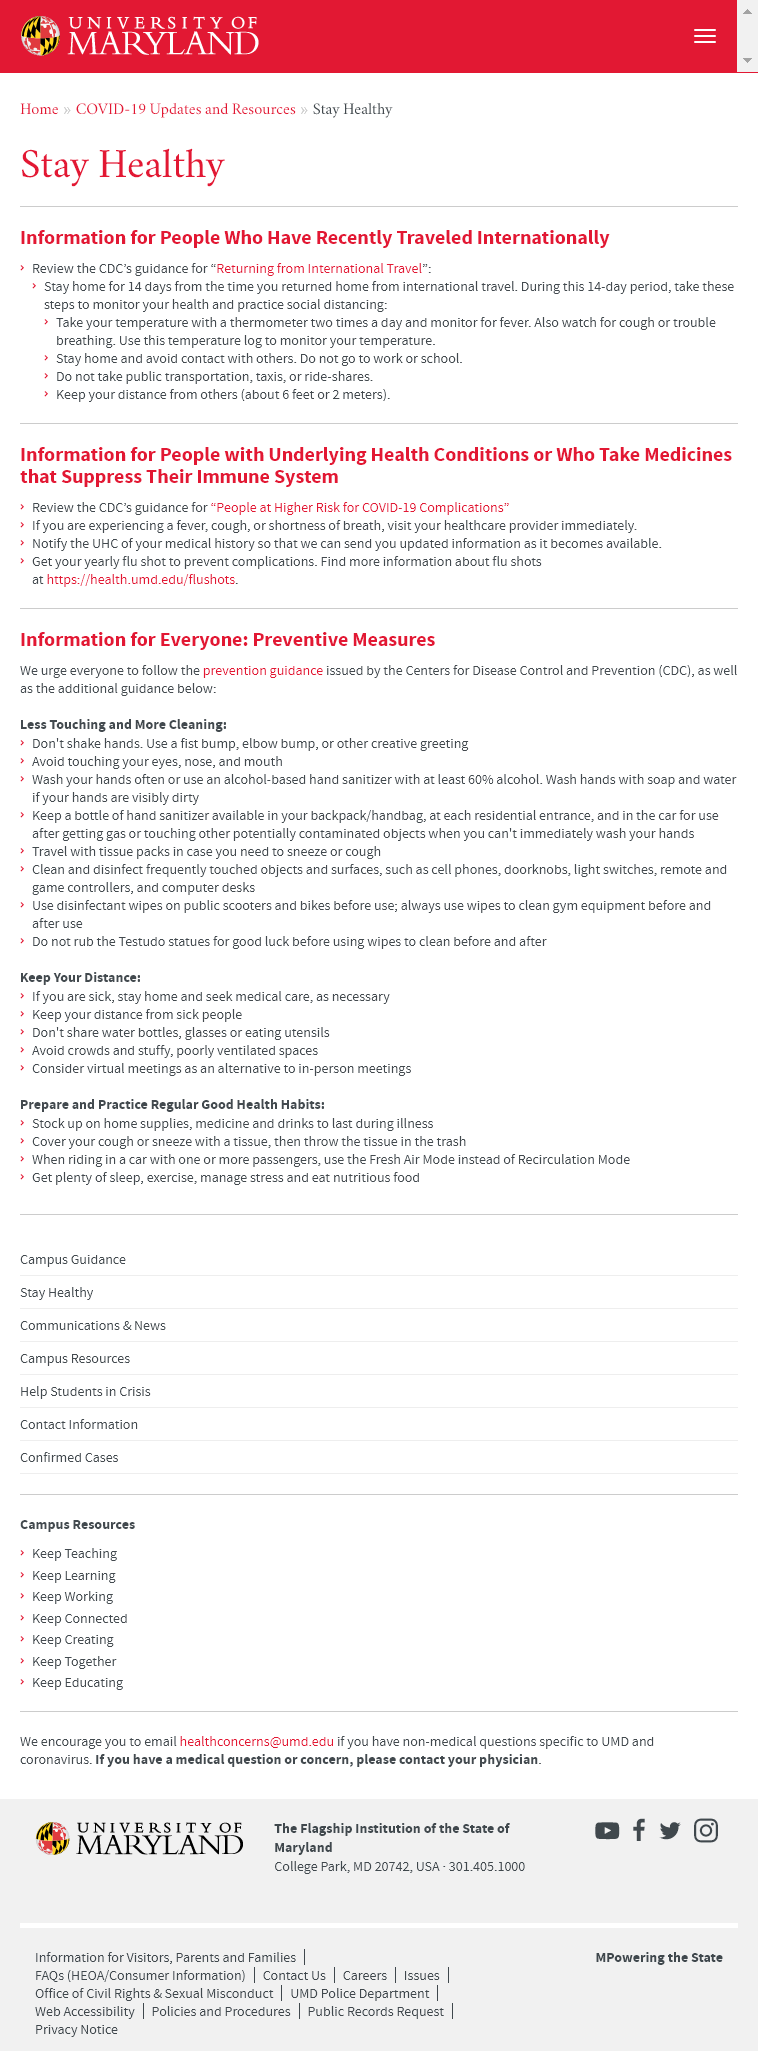 UNIVERSITY OF
MARYLAND
Home » COVID-19 Updates and Resources » Stay Healthy
Stay Healthy
Information for People Who Have Recently Traveled Internationally
› Review the CDC’s guidance for “Returning from International Travel”:
› Stay home for 14 days from the time you returned home from international travel. During this 14-day period, take these
steps to monitor your health and practice social distancing:
› Take your temperature with a thermometer two times a day and monitor for fever. Also watch for cough or trouble
breathing. Use this temperature log to monitor your temperature.
› Stay home and avoid contact with others. Do not go to work or school.
› Do not take public transportation, taxis, or ride-shares.
› Keep your distance from others (about 6 feet or 2 meters).
Information for People with Underlying Health Conditions or Who Take Medicines
that Suppress Their Immune System
› Review the CDC’s guidance for “People at Higher Risk for COVID-19 Complications”
› If you are experiencing a fever, cough, or shortness of breath, visit your healthcare provider immediately.
› Notify the UHC of your medical history so that we can send you updated information as it becomes available.
› Get your yearly flu shot to prevent complications. Find more information about flu shots
at https://health.umd.edu/flushots.
Information for Everyone: Preventive Measures
We urge everyone to follow the prevention guidance issued by the Centers for Disease Control and Prevention (CDC), as well
as the additional guidance below:
Less Touching and More Cleaning:
› Don't shake hands. Use a fist bump, elbow bump, or other creative greeting
› Avoid touching your eyes, nose, and mouth
› Wash your hands often or use an alcohol-based hand sanitizer with at least 60% alcohol. Wash hands with soap and water
if your hands are visibly dirty
› Keep a bottle of hand sanitizer available in your backpack/handbag, at each residential entrance, and in the car for use
after getting gas or touching other potentially contaminated objects when you can't immediately wash your hands
› Travel with tissue packs in case you need to sneeze or cough
› Clean and disinfect frequently touched objects and surfaces, such as cell phones, doorknobs, light switches, remote and
game controllers, and computer desks
› Use disinfectant wipes on public scooters and bikes before use; always use wipes to clean gym equipment before and
after use
› Do not rub the Testudo statues for good luck before using wipes to clean before and after
Keep Your Distance:
› If you are sick, stay home and seek medical care, as necessary
› Keep your distance from sick people
› Don't share water bottles, glasses or eating utensils
› Avoid crowds and stuffy, poorly ventilated spaces
› Consider virtual meetings as an alternative to in-person meetings
Prepare and Practice Regular Good Health Habits:
› Stock up on home supplies, medicine and drinks to last during illness
› Cover your cough or sneeze with a tissue, then throw the tissue in the trash
› When riding in a car with one or more passengers, use the Fresh Air Mode instead of Recirculation Mode
› Get plenty of sleep, exercise, manage stress and eat nutritious food
Campus Guidance
Stay Healthy
Communications & News
Campus Resources
Help Students in Crisis
Contact Information
Confirmed Cases
Campus Resources
› Keep Teaching
› Keep Learning
› Keep Working
› Keep Connected
› Keep Creating
› Keep Together
› Keep Educating
We encourage you to email healthconcerns@umd.edu if you have non-medical questions specific to UMD and
coronavirus. If you have a medical question or concern, please contact your physician.
UNIVERSITY OF
MARYLAND
The Flagship Institution of the State of
Maryland
College Park, MD 20742, USA · 301.405.1000
Information for Visitors, Parents and Families |
FAQs (HEOA/Consumer Information) | Contact Us | Careers | Issues |
Office of Civil Rights & Sexual Misconduct | UMD Police Department |
Web Accessibility | Policies and Procedures | Public Records Request |
Privacy Notice
MPowering the State